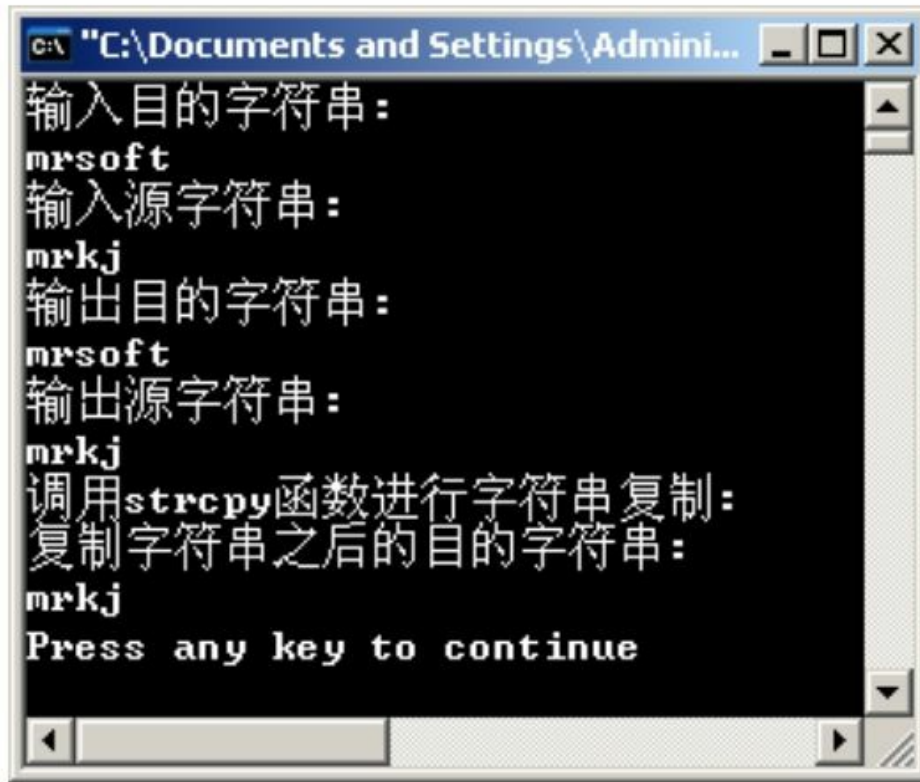 "C:\Documents and Settings\Admini...
输入目的字符串:
mrsoft
输入源字符串:
mrkj
输出目的字符串:
mrsoft
输出源字符串:
mrkj
调用strcpy函数进行字符串复制:
复制字符串之后的目的字符串:
mrkj
Press any key to continue